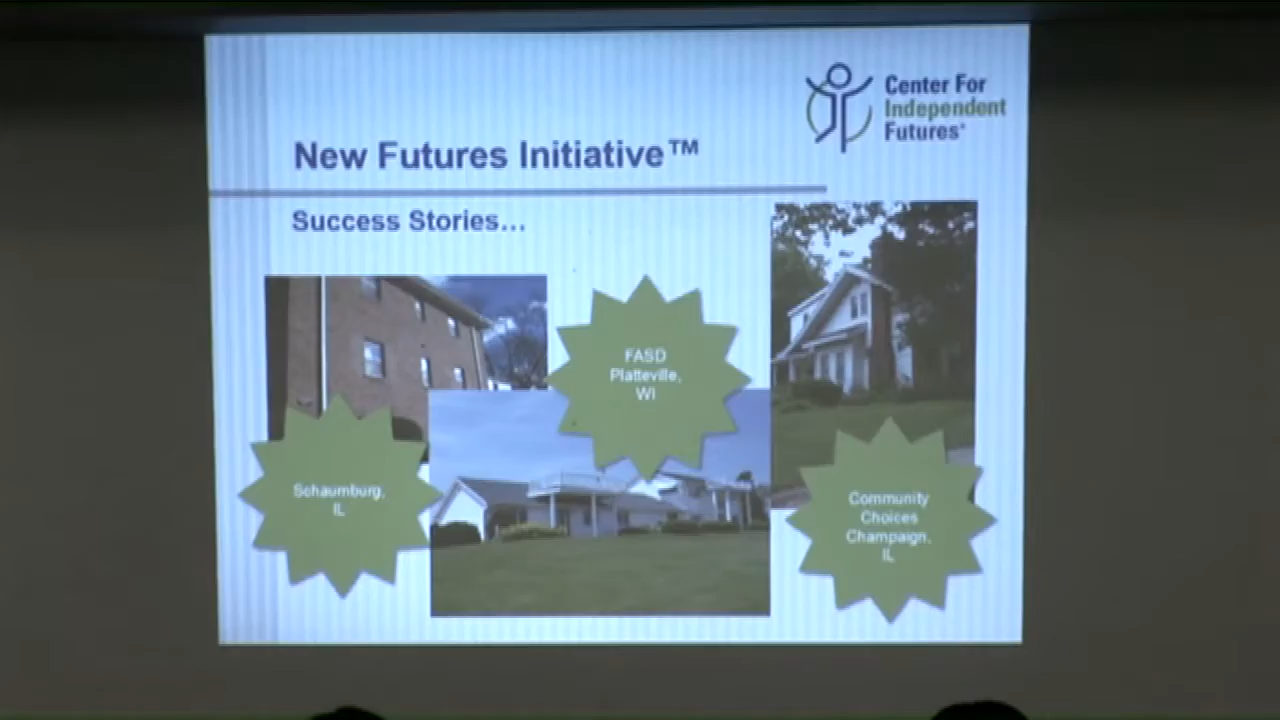 Center For
Independent
Futures®
New Futures Initiative™
Success Stories...
FASD
Platteville,
WI
Schaumburg,
IL
Community
Choices
Champaign,
IL